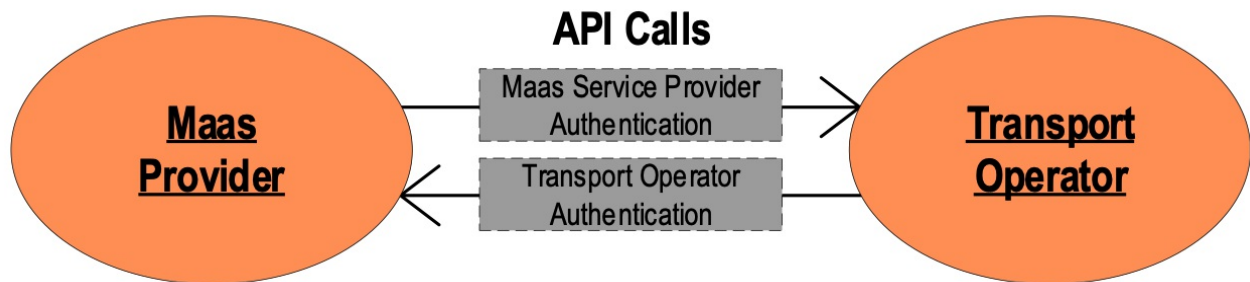 API Calls
Maas Service Provider
Authentication
Maas
Provider
Transport
Operator
Transport Operator
Authentication